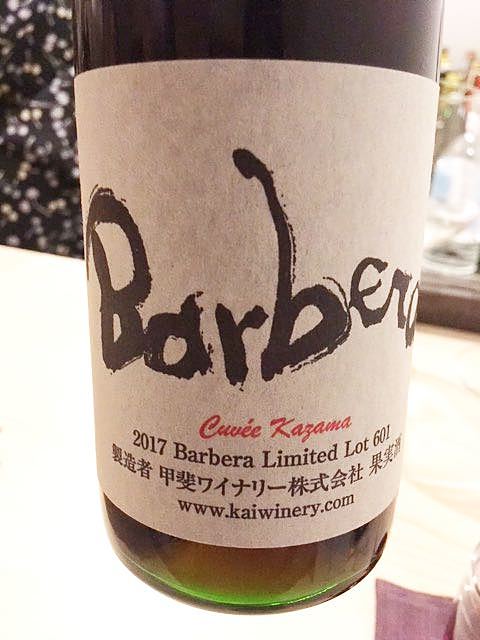 Barbera
Cuvée Kazama
2017 Barbera Limited Lot 601
製造者 甲斐ワイナリー株式会社 果実酒
www.kaiwinery.com